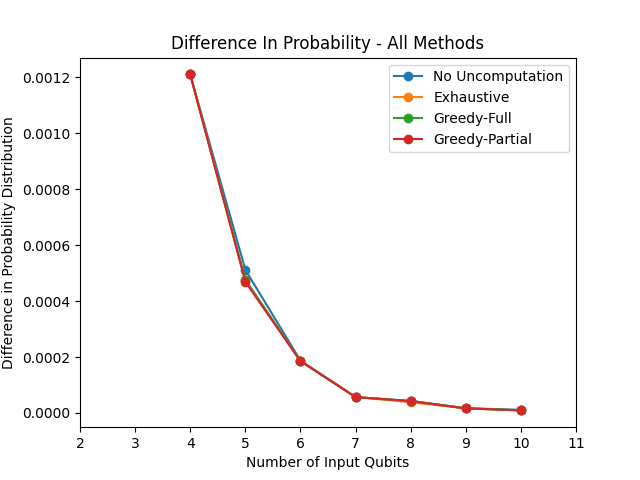 Difference In Probability - All Methods
No Uncomputation
Exhaustive
Greedy-Full
Greedy-Partial
Difference in Probability Distribution
0.0012
0.0010
0.0008
0.0006
0.0004
0.0002
0.0000
2 3 4 5 6 7 8 9 10 11
Number of Input Qubits